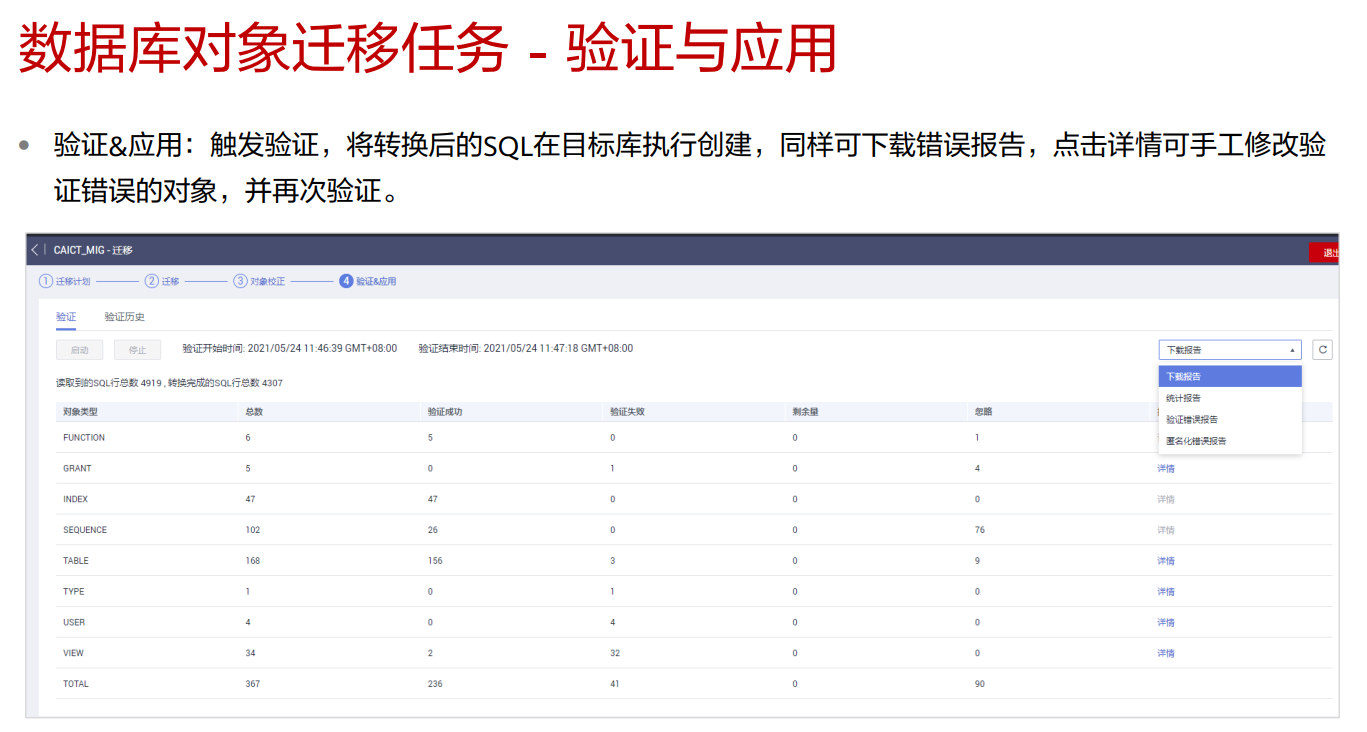 数据库对象迁移任务 - 验证与应用
• 验证&应用：触发验证，将转换后的SQL在目标库执行创建，同样可下载错误报告，点击详情可手工修改验
证错误的对象，并再次验证。
CAICT_MIG - 迁移 退出
1 迁移计划 2 迁移 3 对象校正 4 验证&应用
验证 验证历史
启动 停止 验证开始时间: 2021/05/24 11:46:39 GMT+08:00 验证结束时间: 2021/05/24 11:47:18 GMT+08:00 下载报告
下载报告
统计报告
验证错误报告
匿名化错误报告
读取到的SQL行总数 4919 , 转换完成的SQL行总数 4307
对象类型 总数 验证成功 验证失败 剩余量 忽略
FUNCTION 6 5 0 0 1
GRANT 5 0 1 0 4 详情
INDEX 47 47 0 0 0 详情
SEQUENCE 102 26 0 0 76 详情
TABLE 168 156 3 0 9 详情
TYPE 1 0 1 0 0 详情
USER 4 0 4 0 0 详情
VIEW 34 2 32 0 0 详情
TOTAL 367 236 41 0 90